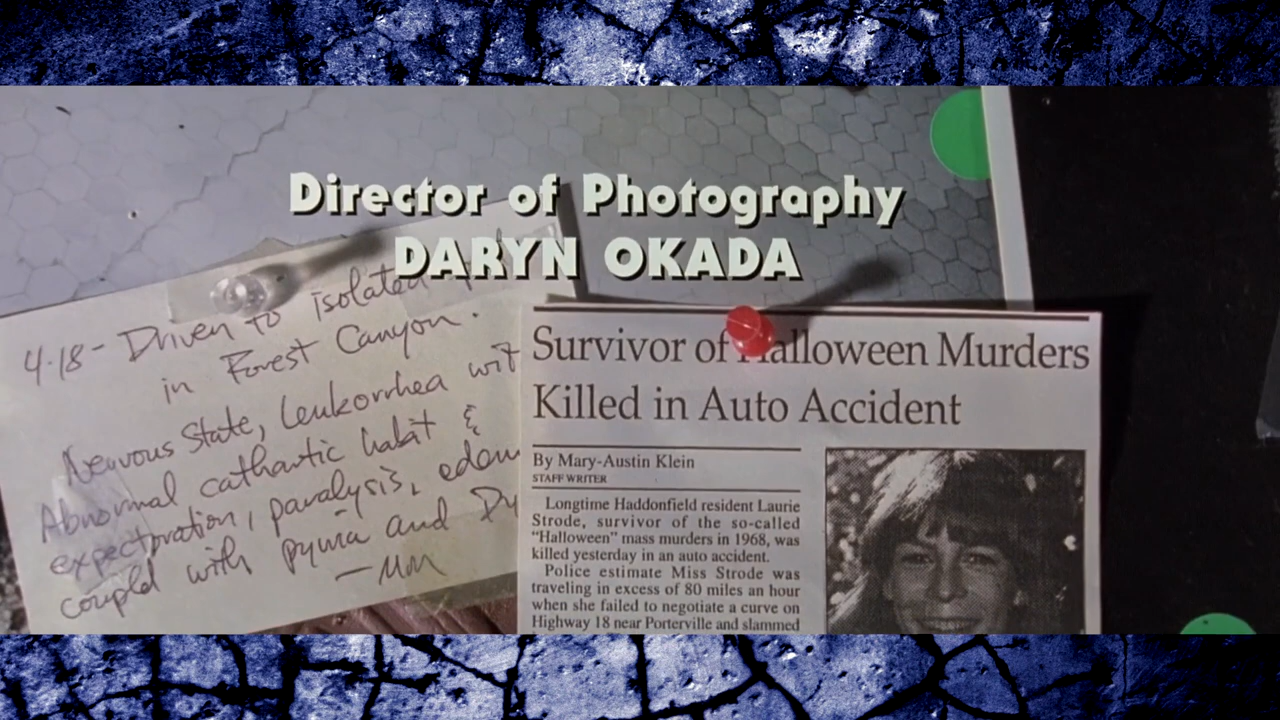 Director of Photography
DARYN OKADA
4.18- Driven to isolated
in Forest Canyon.
Nervous State, Leukorrhea wit
Abnormal cathartic habit &
expectoration, paralysis, edem
coupld with pyuria and Dy
—MM
Survivor of Halloween Murders
Killed in Auto Accident
By Mary-Austin Klein
STAFF WRITER
Longtime Haddonfield resident Laurie
Strode, survivor of the so-called
"Halloween" mass murders in 1968, was
killed yesterday in an auto accident.
Police estimate Miss Strode was
traveling in excess of 80 miles an hour
when she failed to negotiate a curve on
Highway 18 near Porterville and slammed